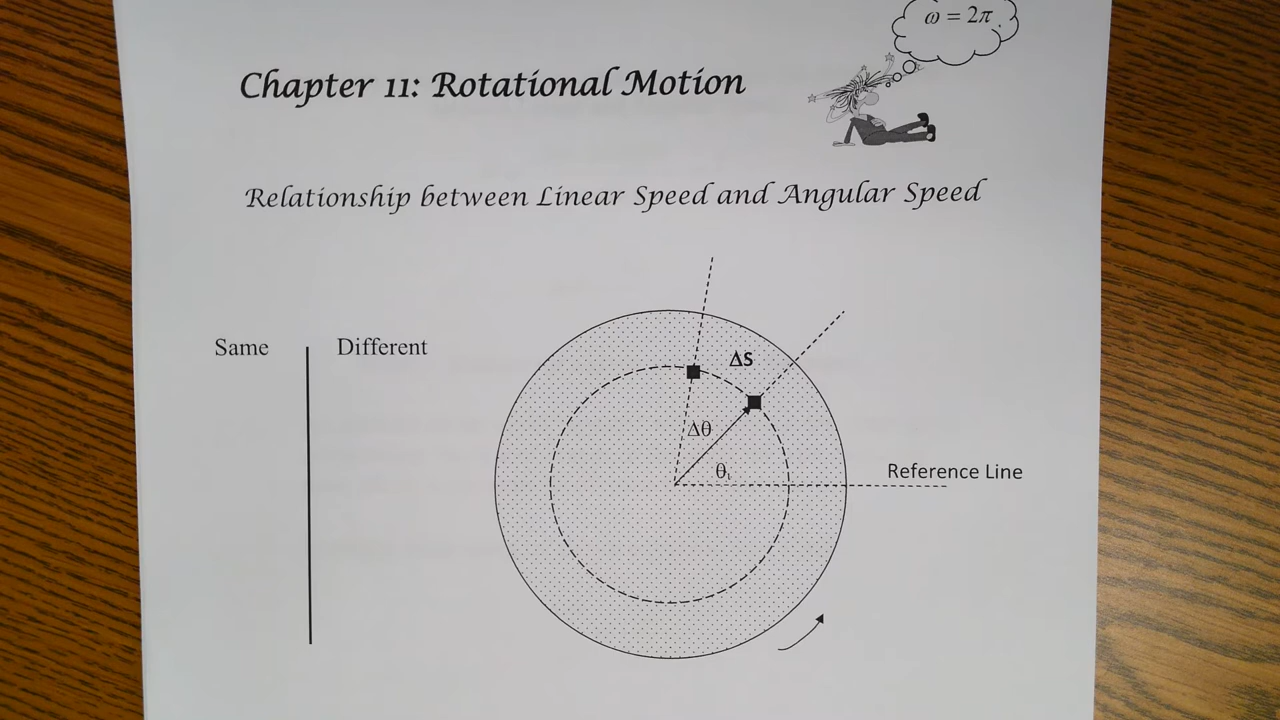 ω = 2π
Chapter 11: Rotational Motion
Relationship between Linear Speed and Angular Speed
Same
Different
ΔS
Δθ
θᵢ
Reference Line